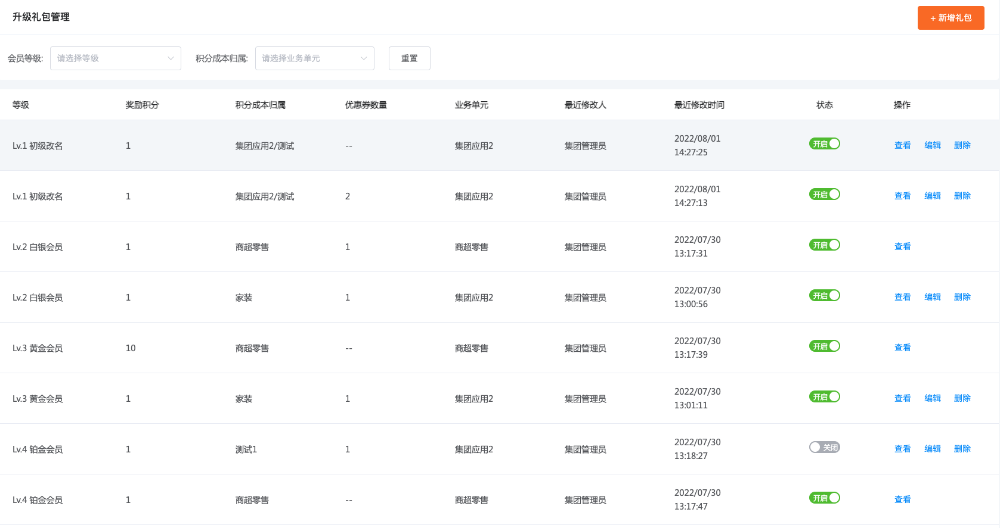 升级礼包管理
+ 新增礼包
会员等级: 请选择等级 积分成本归属: 请选择业务单元 重置
等级 奖励积分 积分成本归属 优惠券数量 业务单元 最近修改人 最近修改时间 状态 操作
Lv.1 初级改名 1 集团应用2/测试 -- 集团应用2 集团管理员 2022/08/01 14:27:25 开启 查看 编辑 删除
Lv.1 初级改名 1 集团应用2/测试 2 集团应用2 集团管理员 2022/08/01 14:27:13 开启 查看 编辑 删除
Lv.2 白银会员 1 商超零售 1 商超零售 集团管理员 2022/07/30 13:17:31 开启 查看
Lv.2 白银会员 1 家装 1 集团应用2 集团管理员 2022/07/30 13:00:56 开启 查看 编辑 删除
Lv.3 黄金会员 10 商超零售 -- 商超零售 集团管理员 2022/07/30 13:17:39 开启 查看
Lv.3 黄金会员 1 家装 1 集团应用2 集团管理员 2022/07/30 13:01:11 开启 查看 编辑 删除
Lv.4 铂金会员 1 测试1 1 集团应用2 集团管理员 2022/07/30 13:18:27 关闭 查看 编辑 删除
Lv.4 铂金会员 1 商超零售 -- 商超零售 集团管理员 2022/07/30 13:17:47 开启 查看